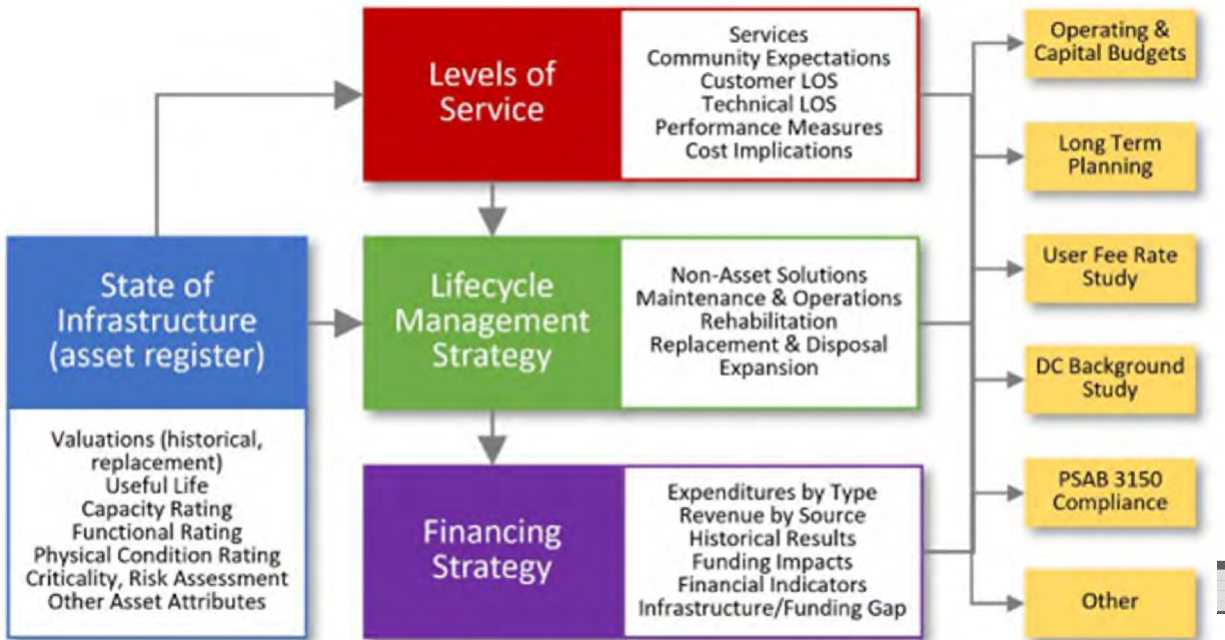 Levels of
Service
Services
Community Expectations
Customer LOS
Technical LOS
Performance Measures
Cost Implications
State of
Infrastructure
(asset register)
Valuations (historical,
replacement)
Useful Life
Capacity Rating
Functional Rating
Physical Condition Rating
Criticality, Risk Assessment
Other Asset Attributes
Lifecycle
Management
Strategy
Non-Asset Solutions
Maintenance & Operations
Rehabilitation
Replacement & Disposal
Expansion
Financing
Strategy
Expenditures by Type
Revenue by Source
Historical Results
Funding Impacts
Financial Indicators
Infrastructure/Funding Gap
Operating &
Capital Budgets
Long Term
Planning
User Fee Rate
Study
DC Background
Study
PSAB 3150
Compliance
Other